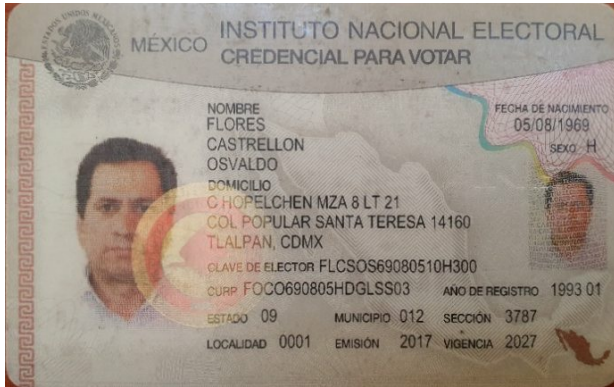 MÉXICO
INSTITUTO NACIONAL ELECTORAL
CREDENCIAL PARA VOTAR
NOMBRE
FLORES
CASTRELLON
OSVALDO
FECHA DE NACIMIENTO
05/08/1969
SEXO H
DOMICILIO
C HOPELCHEN MZA 8 LT 21
COL POPULAR SANTA TERESA 14160
TLALPAN, CDMX
CLAVE DE ELECTOR FLCSOS69080510H300
CURP FOCO690805HDGLSS03 AÑO DE REGISTRO 1993 01
ESTADO 09 MUNICIPIO 012 SECCIÓN 3787
LOCALIDAD 0001 EMISIÓN 2017 VIGENCIA 2027